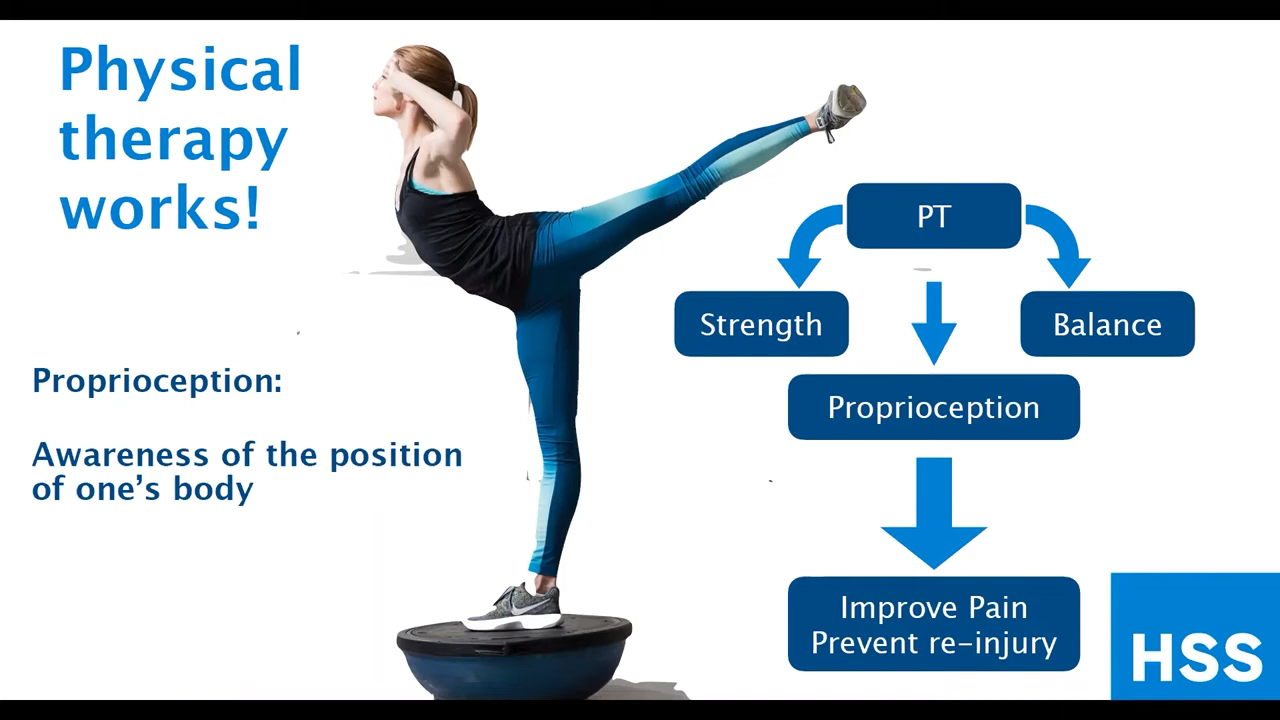 Physical
therapy
works!
Proprioception:
Awareness of the position
of one’s body
PT
Strength
Balance
Proprioception
Improve Pain
Prevent re-injury
HSS